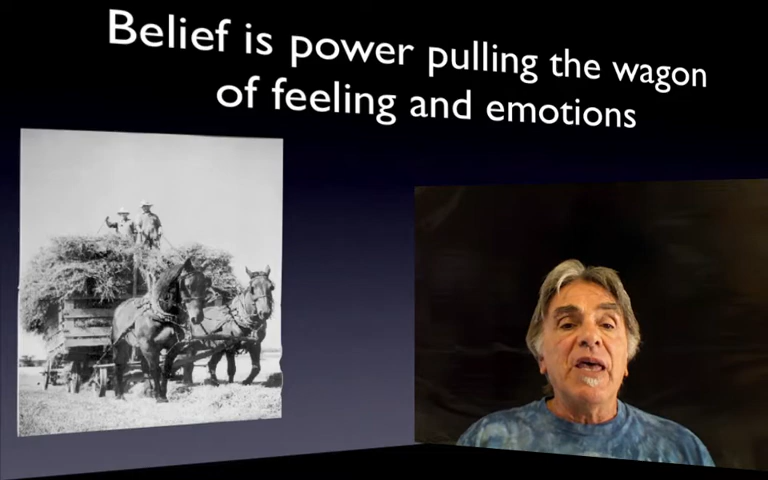 Belief is power pulling the wagon
of feeling and emotions